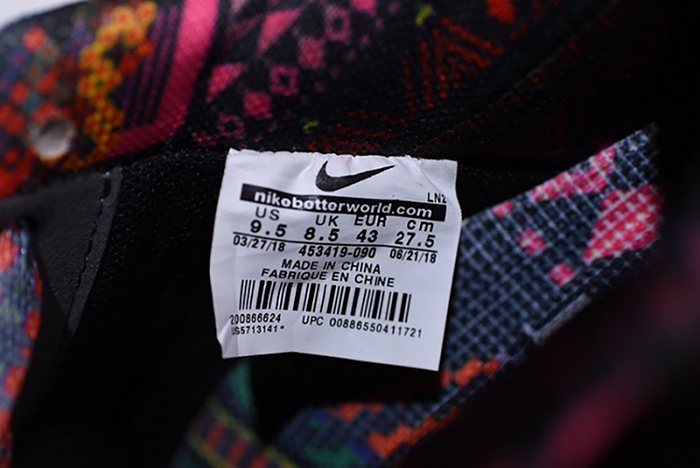 LN2
nikebetterworld.com
US UK EUR cm
9.5 8.5 43 27.5
03/27/18 453419-090 06/21/18
MADE IN CHINA
FABRIQUE EN CHINE
200866624
US5713141* UPC 00886550411721